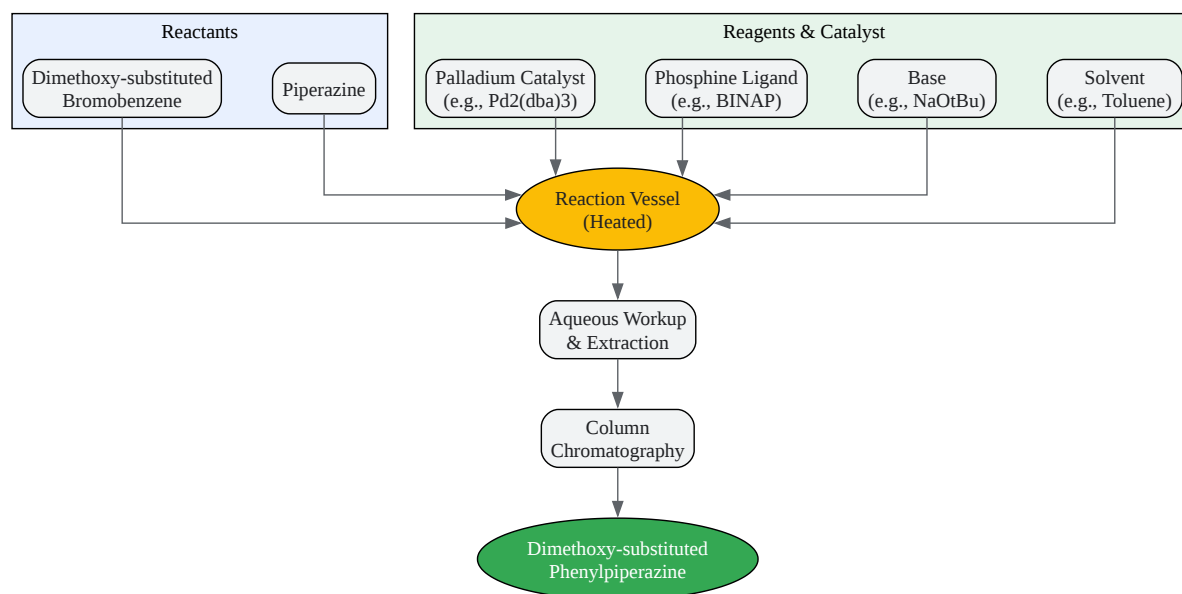 Reactants
Reagents & Catalyst
Dimethoxy-substituted
Bromobenzene
Piperazine
Palladium Catalyst
(e.g., Pd2(dba)3)
Phosphine Ligand
(e.g., BINAP)
Base
(e.g., NaOtBu)
Solvent
(e.g., Toluene)
Reaction Vessel
(Heated)
Aqueous Workup
& Extraction
Column
Chromatography
Dimethoxy-substituted
Phenylpiperazine